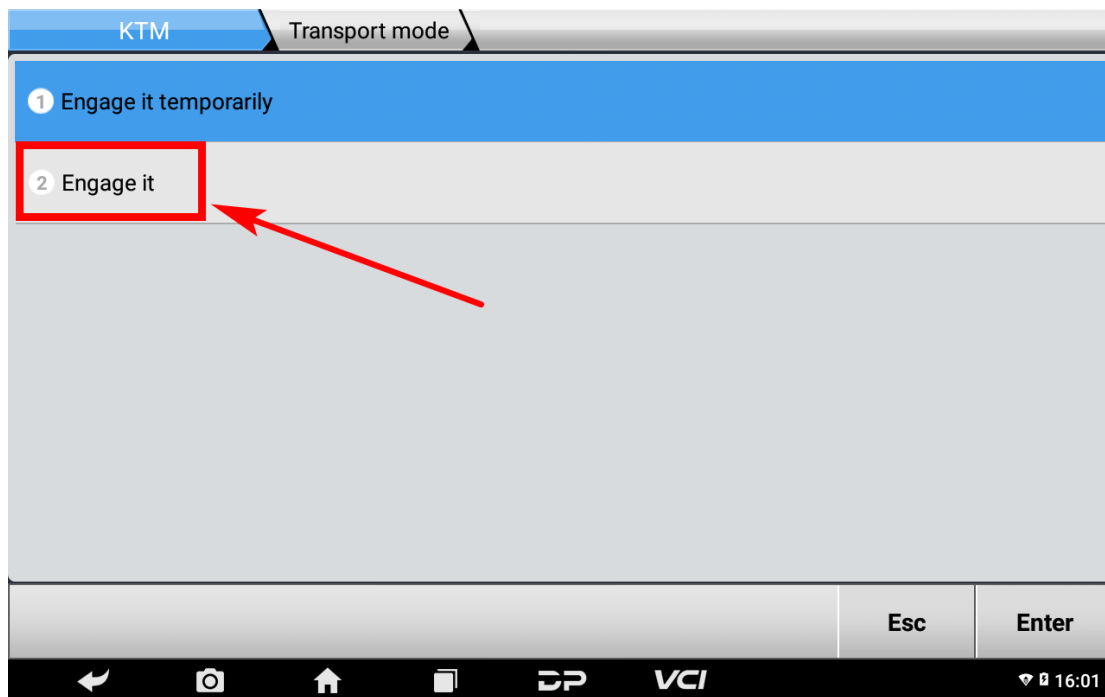 KTM
Transport mode
1 Engage it temporarily
2 Engage it
Esc
Enter
DP
VCI
16:01